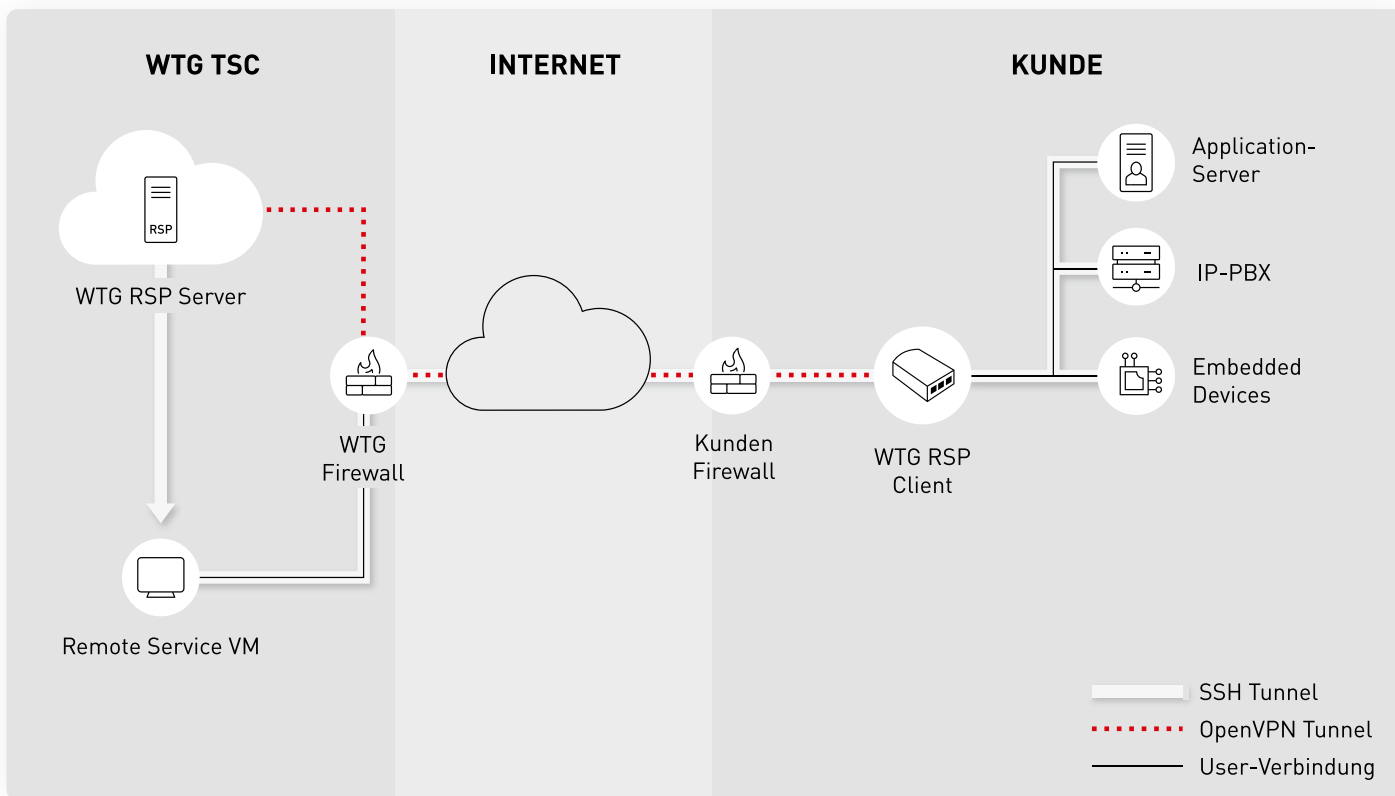 WTG TSC
INTERNET
KUNDE
RSP
WTG RSP Server
WTG
Firewall
Remote Service VM
Kunden
Firewall
WTG RSP
Client
Application-
Server
IP-PBX
Embedded
Devices
SSH Tunnel
OpenVPN Tunnel
User-Verbindung